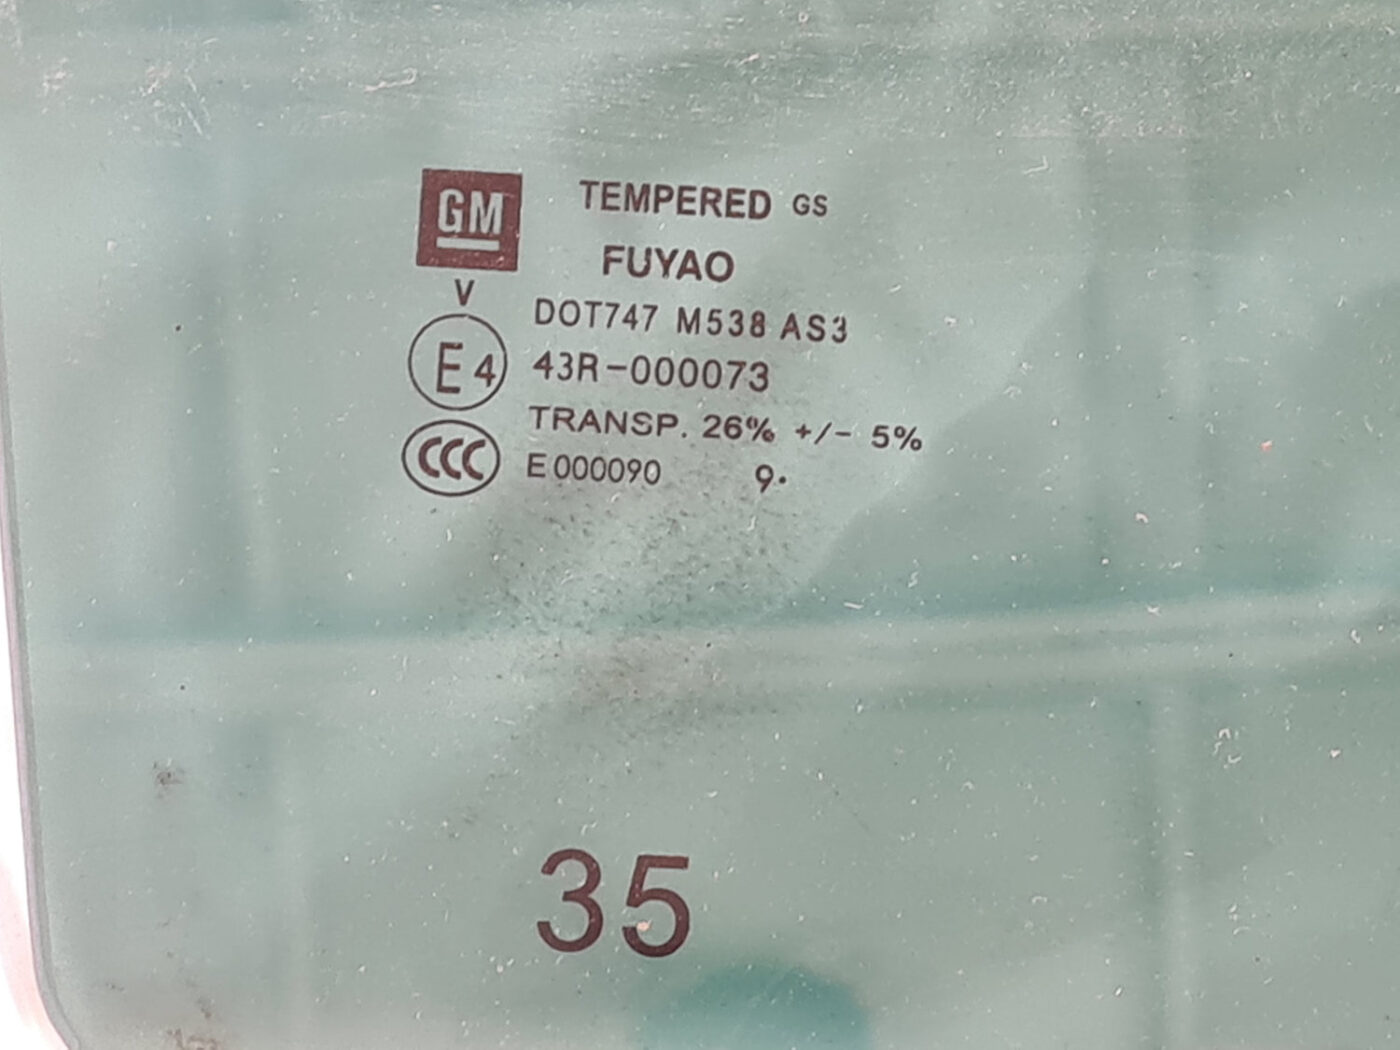 GM
TEMPERED GS
FUYAO
V
DOT747 M538 AS3
E4
43R-000073
TRANSP. 26% +/- 5%
CCC
E000090 9.
35